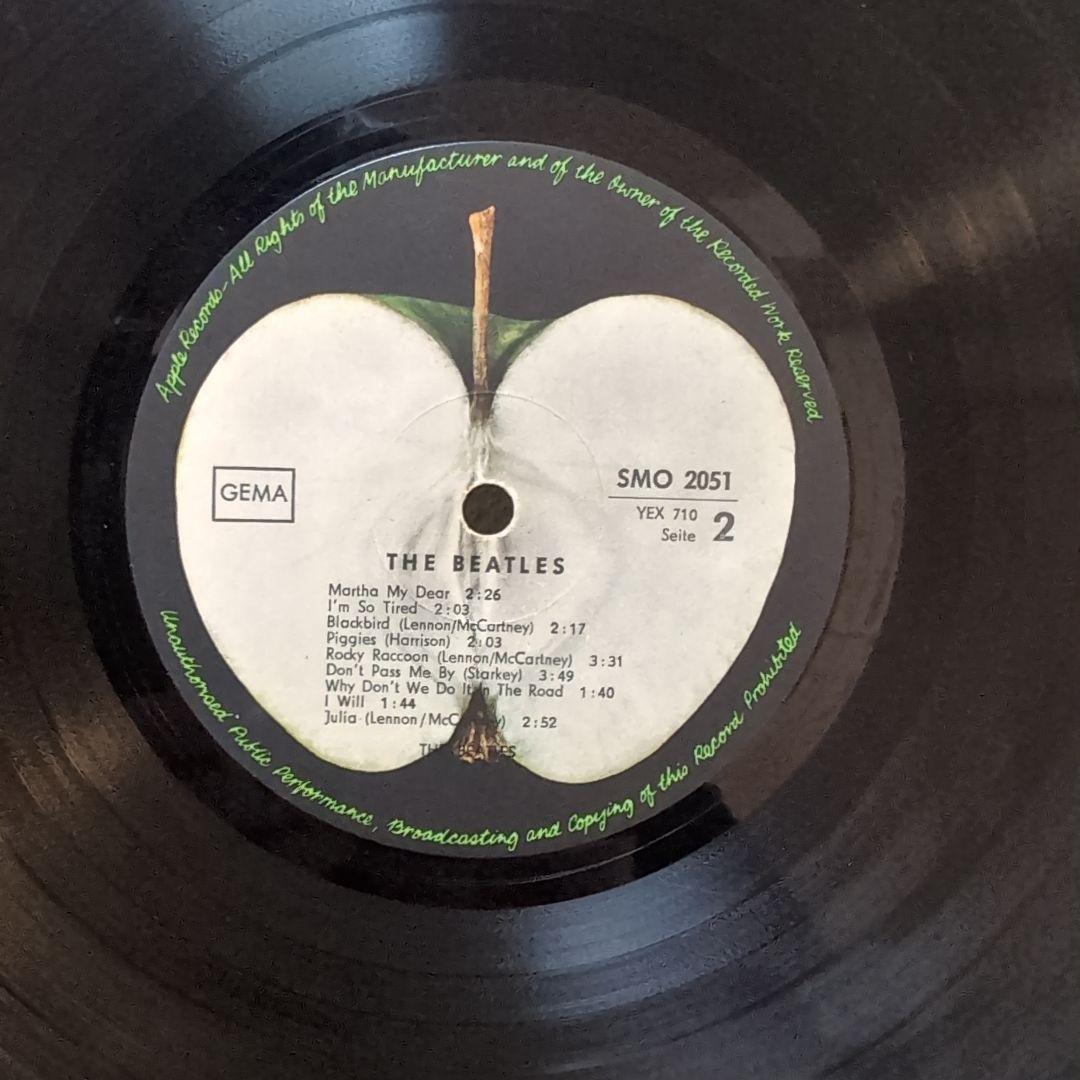 Apple Records-All Rights of the Manufacturer and of the Owner of the Recorded Work Reserved
GEMA
SMO 2051
YEX 710
Seite 2
THE BEATLES
Martha My Dear 2:26
I'm So Tired 2:03
Blackbird (Lennon/McCartney) 2:17
Piggies (Harrison) 2:03
Rocky Raccoon (Lennon/McCartney) 3:31
Don't Pass Me By (Starkey) 3:49
Why Don't We Do It In The Road 1:40
I Will 1:44
Julia (Lennon/McCartney) 2:52
THE BEATLES
Unauthorised Public Performance, Broadcasting and Copying of this Record Prohibited